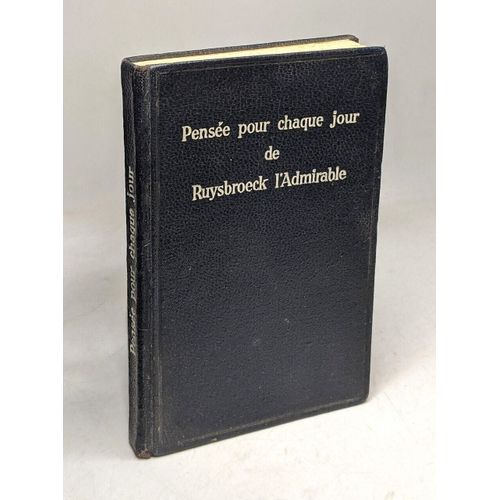 Pensée pour chaque jour
de
Ruysbroeck l'Admirable
Pensée pour chaque jour